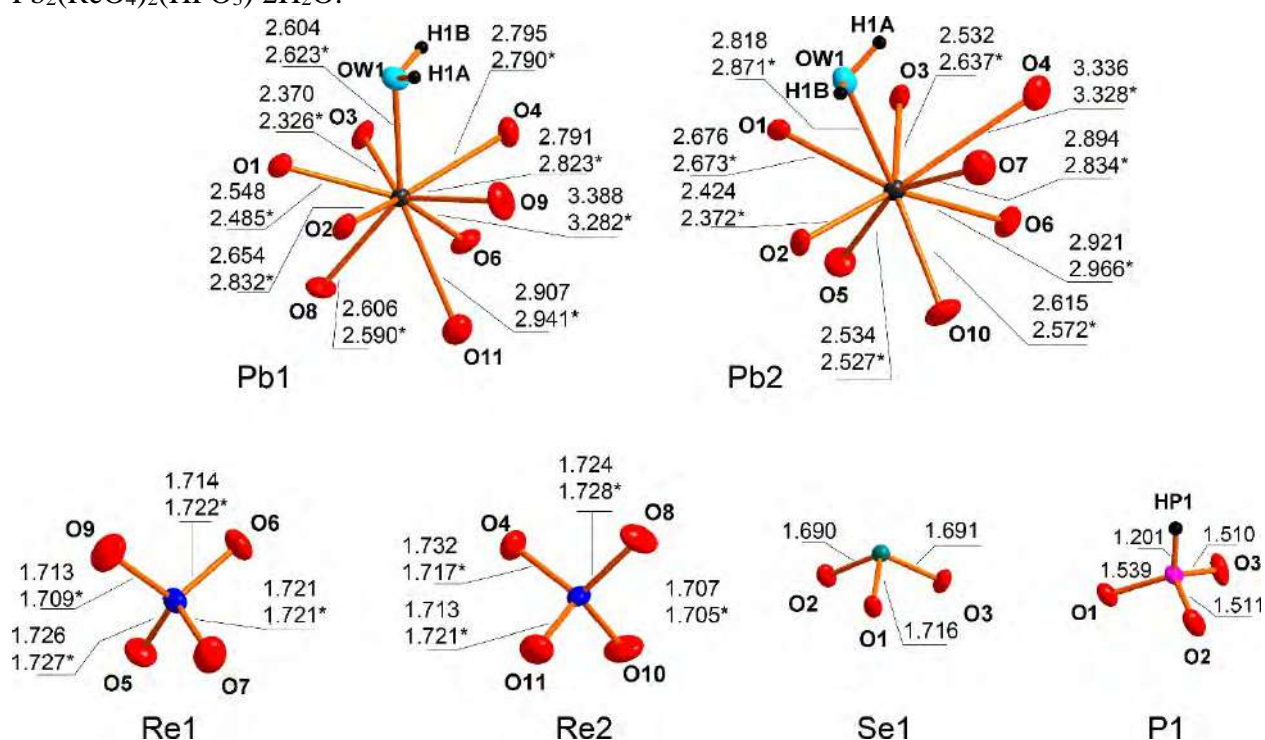 Pb₂(ReO₄)₂(HPO₃)·2H₂O.
2.604
2.623*
H1B
OW1
H1A
2.795
2.790*
2.370
2.326*
O3
O4
O1
2.791
2.823*
2.548
2.485*
O9
3.388
3.282*
O2
O6
2.654
2.832*
O8
2.606
2.590*
2.907
2.941*
O11
Pb1
H1A
2.818
2.871*
OW1
H1B
2.532
2.637*
O3
O4
3.336
3.328*
O1
2.676
2.673*
O7
2.894
2.834*
2.424
2.372*
O6
O2
O5
2.921
2.966*
O10
2.615
2.572*
2.534
2.527*
Pb2
1.714
1.722*
O9
O6
1.713
1.709*
1.721
1.721*
1.726
1.727*
O5
O7
Re1
1.724
1.728*
O4
O8
1.732
1.717*
1.713
1.721*
1.707
1.705*
O11
O10
Re2
1.690
1.691
O2
O1
O3
1.716
Se1
HP1
1.201
1.510
1.539
O3
O1
1.511
O2
P1